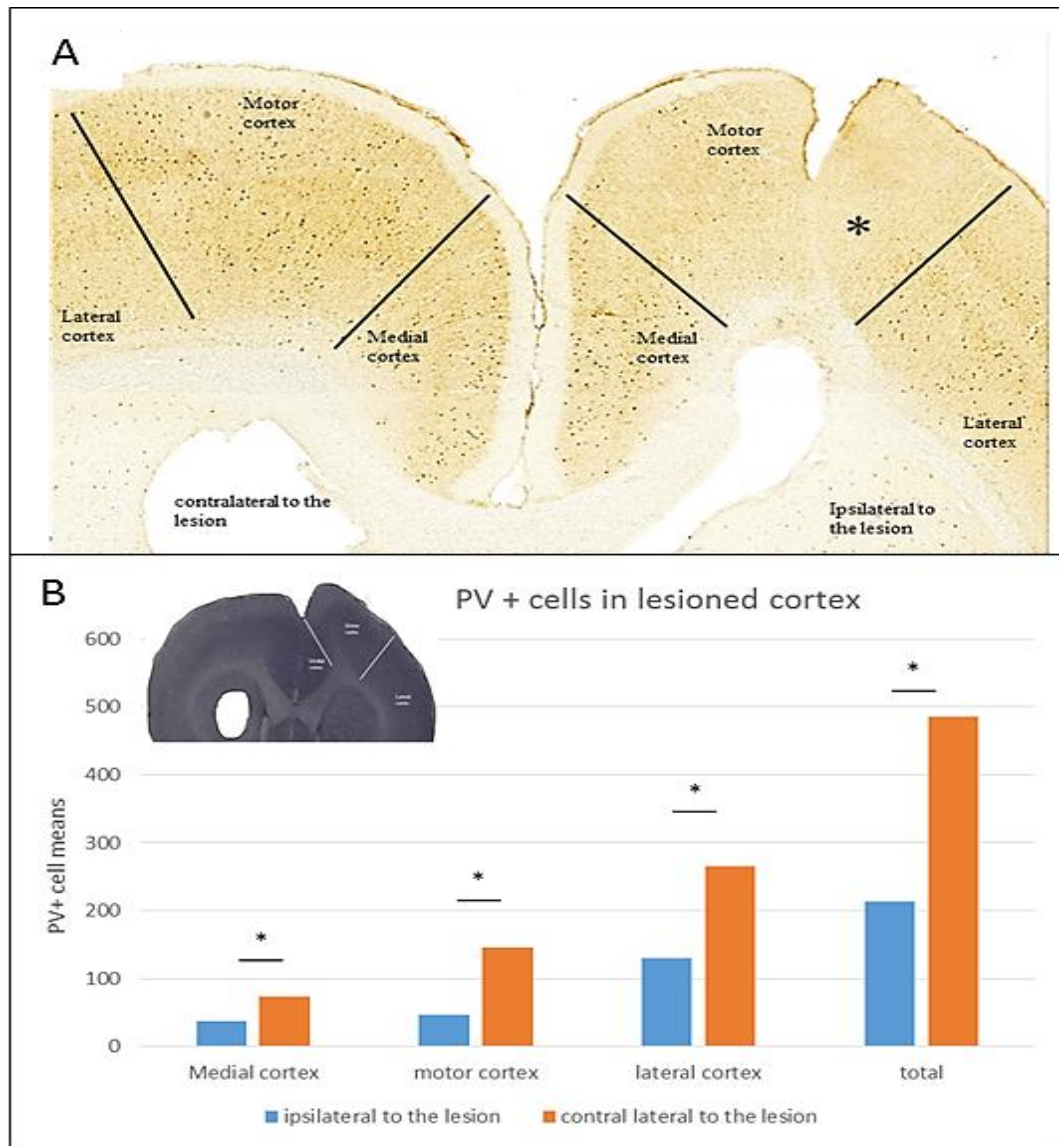 A
Motor
cortex
Motor
cortex
*
Lateral
cortex
Medial
cortex
Medial
cortex
Lateral
cortex
contralateral to the
lesion
Ipsilateral to
the lesion
B
PV + cells in lesioned cortex
600
500
400
300
200
100
0
PV+ cell means
*
*
*
*
Medial cortex
motor cortex
lateral cortex
total
ipsilateral to the lesion
contral lateral to the lesion